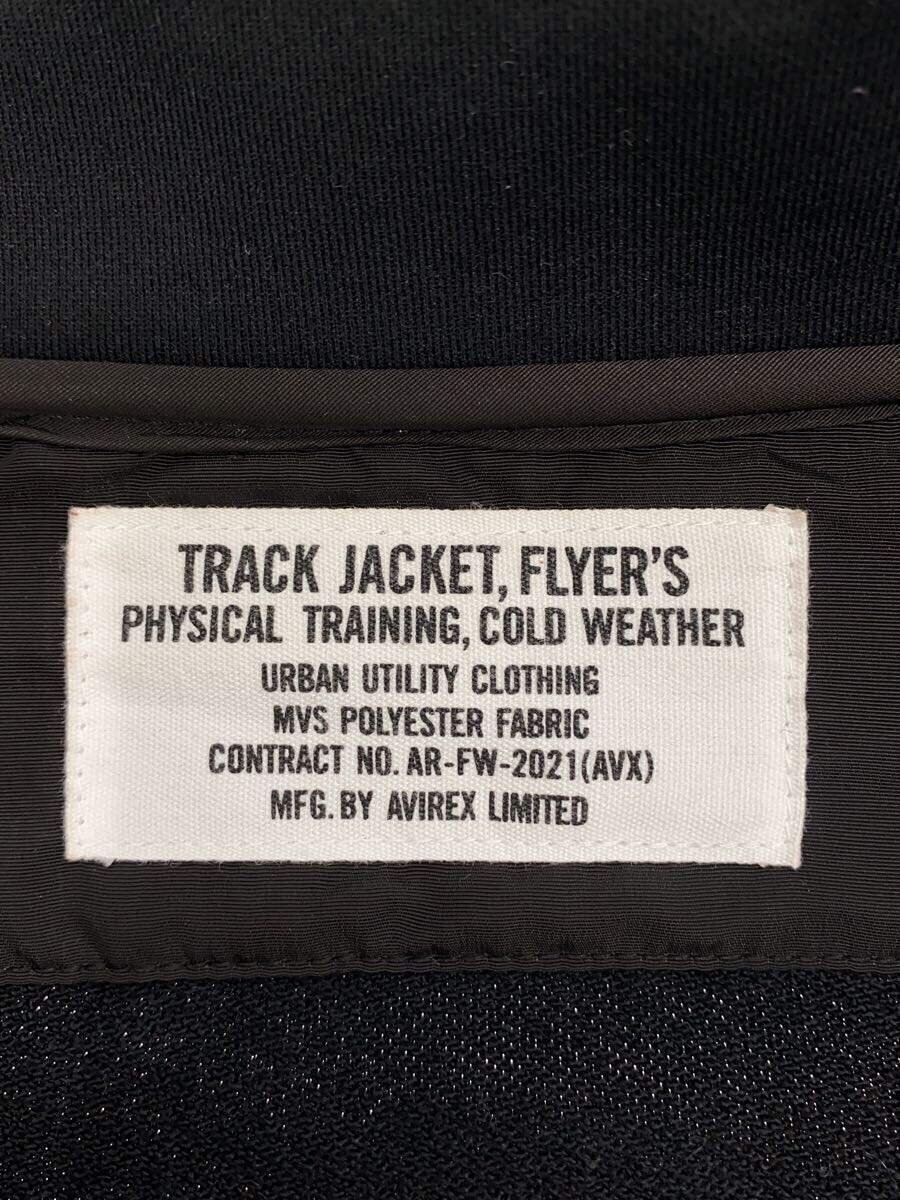 TRACK JACKET, FLYER'S
PHYSICAL TRAINING, COLD WEATHER
URBAN UTILITY CLOTHING
MVS POLYESTER FABRIC
CONTRACT NO. AR-FW-2021(AVX)
MFG. BY AVIREX LIMITED